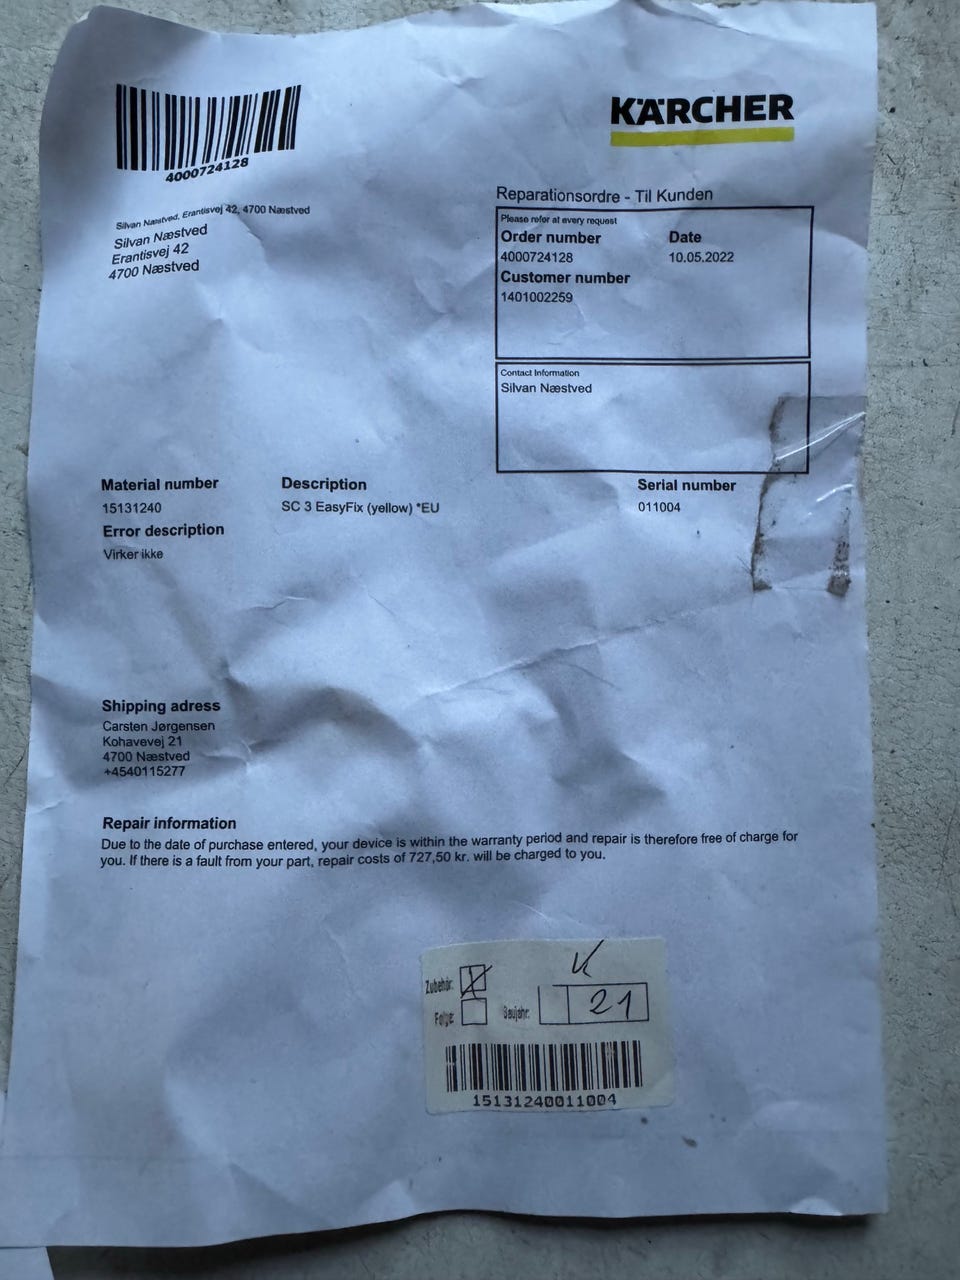 4000724128
KÄRCHER
Silvan Næstved, Erantisvej 42, 4700 Næstved
Silvan Næstved
Erantisvej 42
4700 Næstved
Reparationsordre - Til Kunden
Please refer at every request
Order number Date
4000724128 10.05.2022
Customer number
1401002259
Contact Information
Silvan Næstved
Material number Description Serial number
15131240 SC 3 EasyFix (yellow) *EU 011004
Error description
Virker ikke
Shipping adress
Carsten Jørgensen
Kohavevej 21
4700 Næstved
+4540115277
Repair information
Due to the date of purchase entered, your device is within the warranty period and repair is therefore free of charge for
you. If there is a fault from your part, repair costs of 727,50 kr. will be charged to you.
Zubehör:
Folge: Baujahr: 21
15131240011004